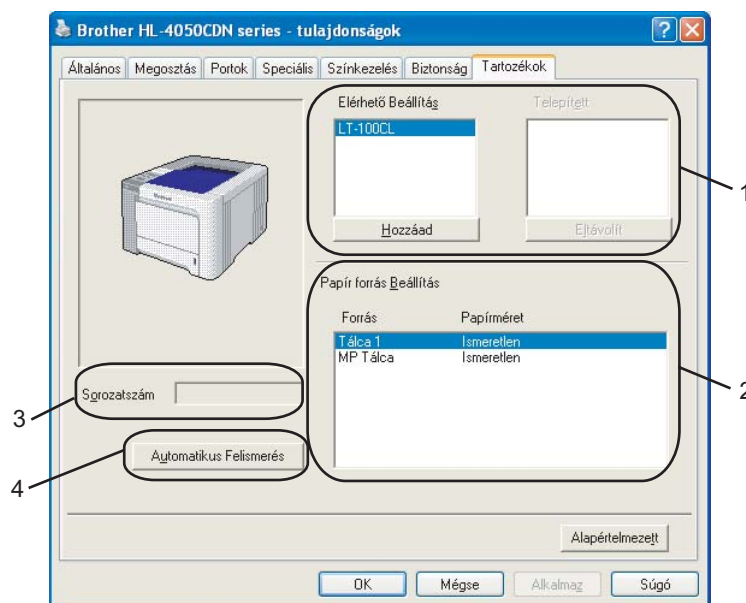 Brother HL-4050CDN series - tulajdonságok
Általános Megosztás Portok Speciális Színkezelés Biztonság Tartozékok
Elérhető Beállítás Telepített
LT-100CL
1
Hozzáad Eltávolít
Papír forrás Beállítás
Forrás Papírméret
Tálca 1 Ismeretlen
MP Tálca Ismeretlen
2
3
Sorozatszám
4
Automatikus Felismerés
Alapértelmezett
OK Mégse Alkalmaz Súgó